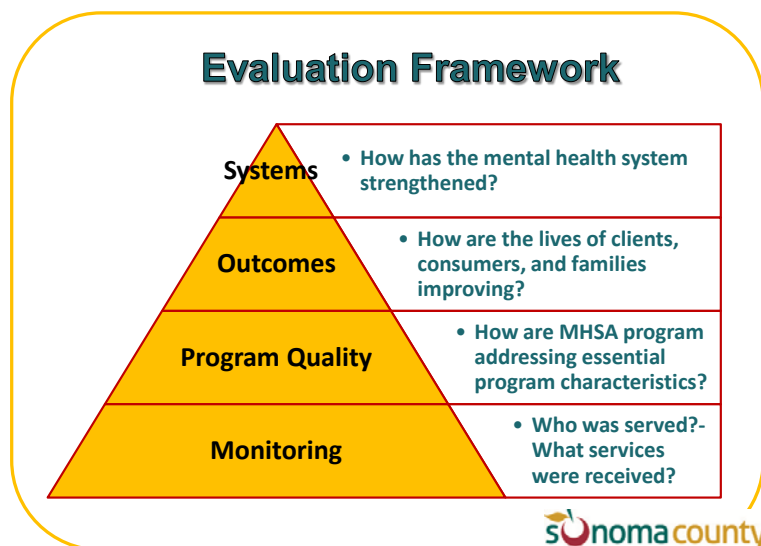 Evaluation Framework
Systems
• How has the mental health system
strengthened?
Outcomes
• How are the lives of clients,
consumers, and families
improving?
Program Quality
• How are MHSA program
addressing essential
program characteristics?
Monitoring
• Who was served?-
What services
were received?
sonoma county